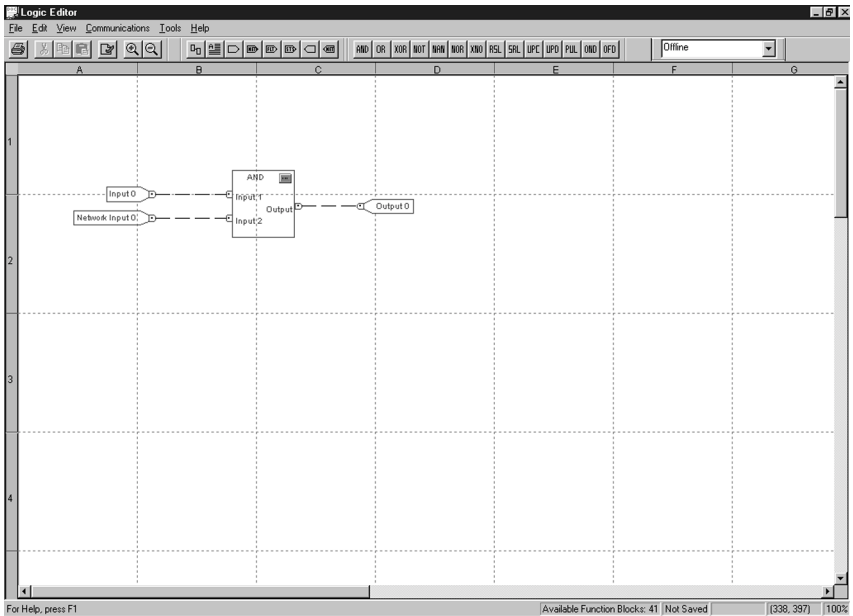 Logic Editor
File Edit View Communications Tools Help
AND OR XOR NOT NAN NOR XNO RSL SRL UPC UPD PUL OND OFD Offline
A B C D E F G
1
AND
Input 0
Input 1
Output
Output 0
Network Input 0
Input 2
2
3
4
For Help, press F1 Available Function Blocks: 41 Not Saved (338, 397) 100%